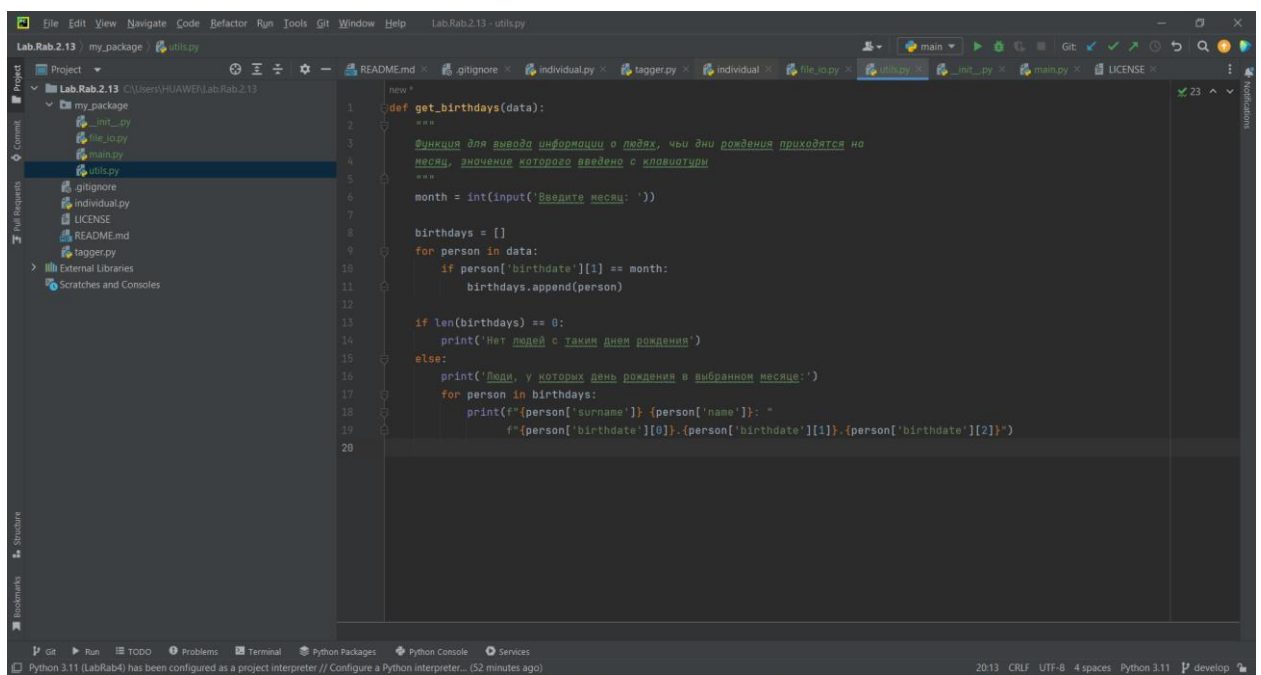 File Edit View Navigate Code Refactor Run Tools Git Window Help Lab.Rab.2.13 - utils.py
Lab.Rab.2.13 my_package utils.py main Git:
Project README.md .gitignore individual.py tagger.py individual file_io.py utils.py __init__.py main.py LICENSE
Lab.Rab.2.13 C:\Users\HUAWEI\Lab.Rab.2.13
my_package
__init__.py
file_io.py
main.py
utils.py
.gitignore
individual.py
LICENSE
README.md
tagger.py
External Libraries
Scratches and Consoles
Project
Commit
Pull Requests
Structure
Bookmarks
new *
23
Notifications
1 def get_birthdays(data):
2 """
3 Функция для вывода информации о людях, чьи дни рождения приходятся на
4 месяц, значение которого введено с клавиатуры
5 """
6 month = int(input('Введите месяц: '))
7
8 birthdays = []
9 for person in data:
10 if person['birthdate'][1] == month:
11 birthdays.append(person)
12
13 if len(birthdays) == 0:
14 print('Нет людей с таким днем рождения')
15 else:
16 print('Люди, у которых день рождения в выбранном месяце:')
17 for person in birthdays:
18 print(f"{person['surname']} {person['name']}: "
19 f"{person['birthdate'][0]}.{person['birthdate'][1]}.{person['birthdate'][2]}")
20
Git Run TODO Problems Terminal Python Packages Python Console Services
Python 3.11 (LabRab4) has been configured as a project interpreter // Configure a Python interpreter... (52 minutes ago) 20:13 CRLF UTF-8 4 spaces Python 3.11 develop